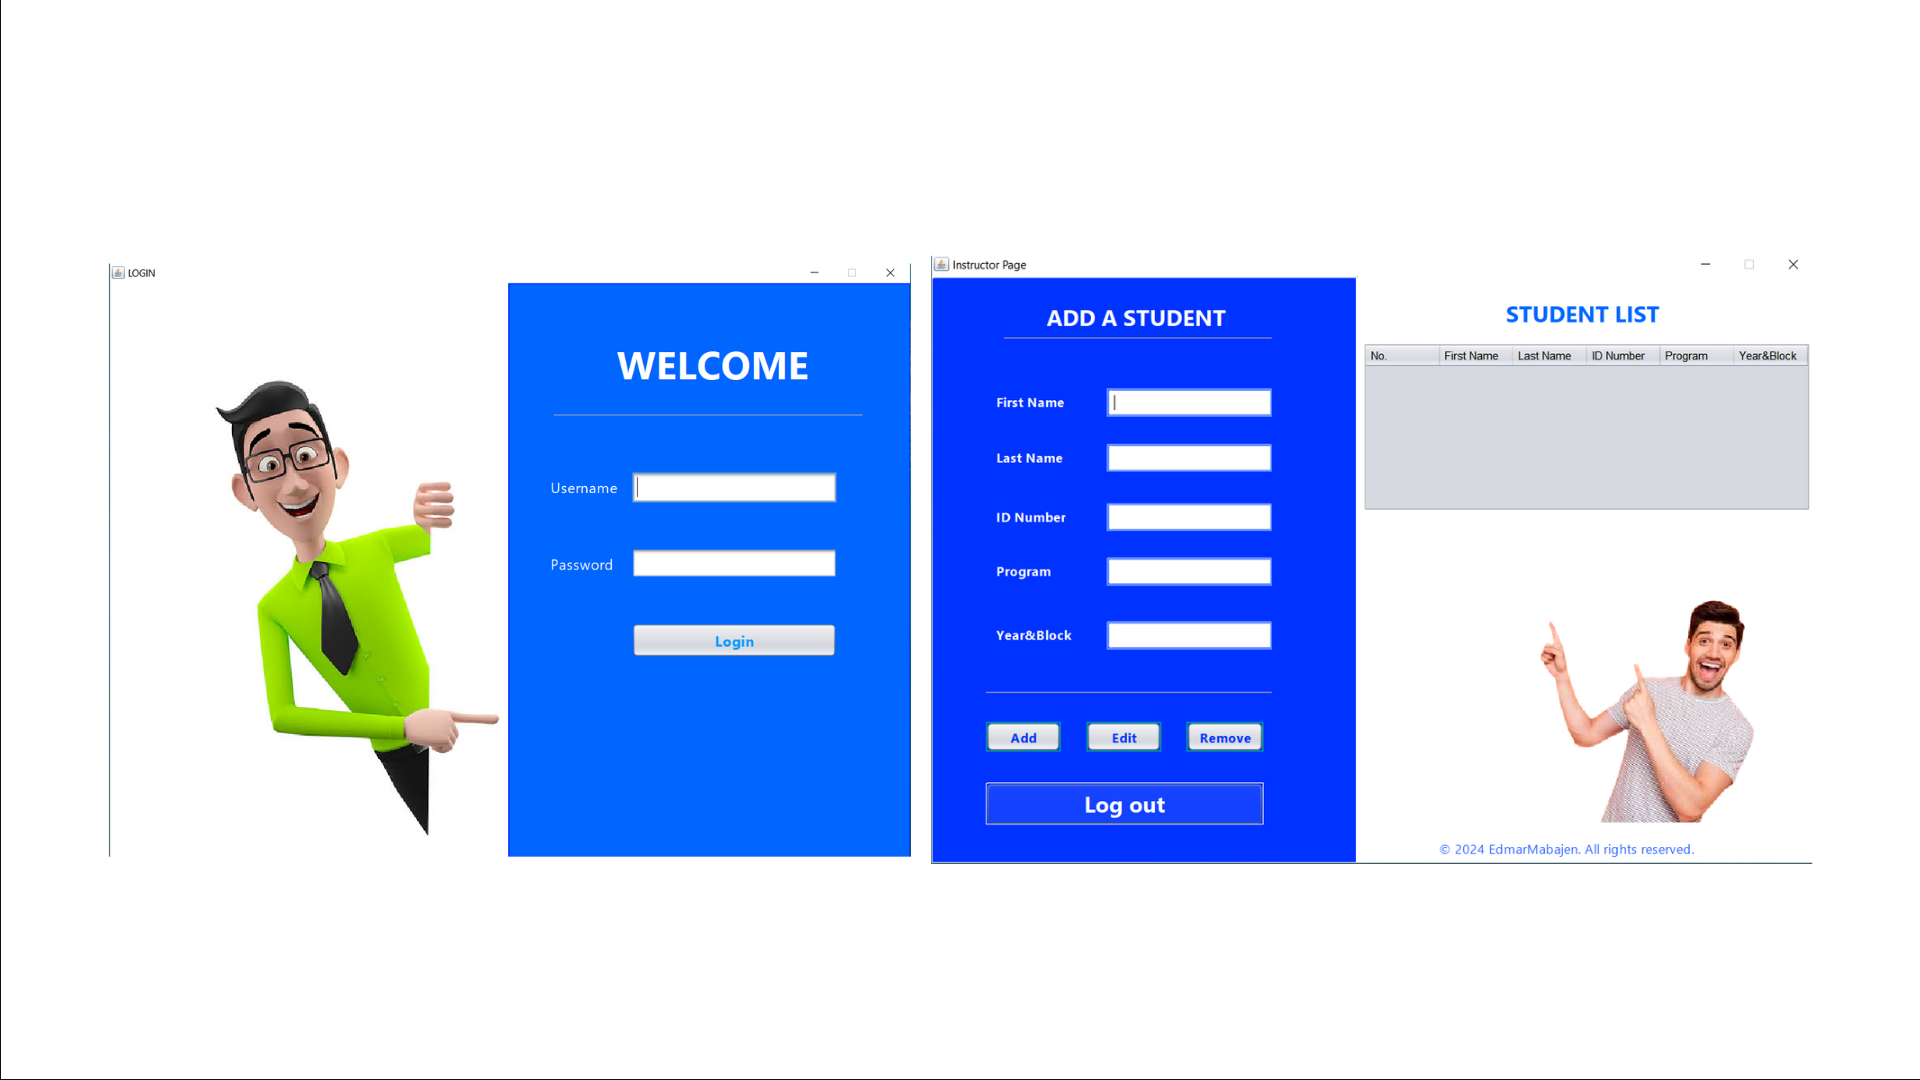 LOGIN
WELCOME
Username
Password
Login
Instructor Page
ADD A STUDENT
First Name
Last Name
ID Number
Program
Year&Block
Add Edit Remove
Log out
STUDENT LIST
No. First Name Last Name ID Number Program Year&Block
© 2024 EdmarMabajen. All rights reserved.